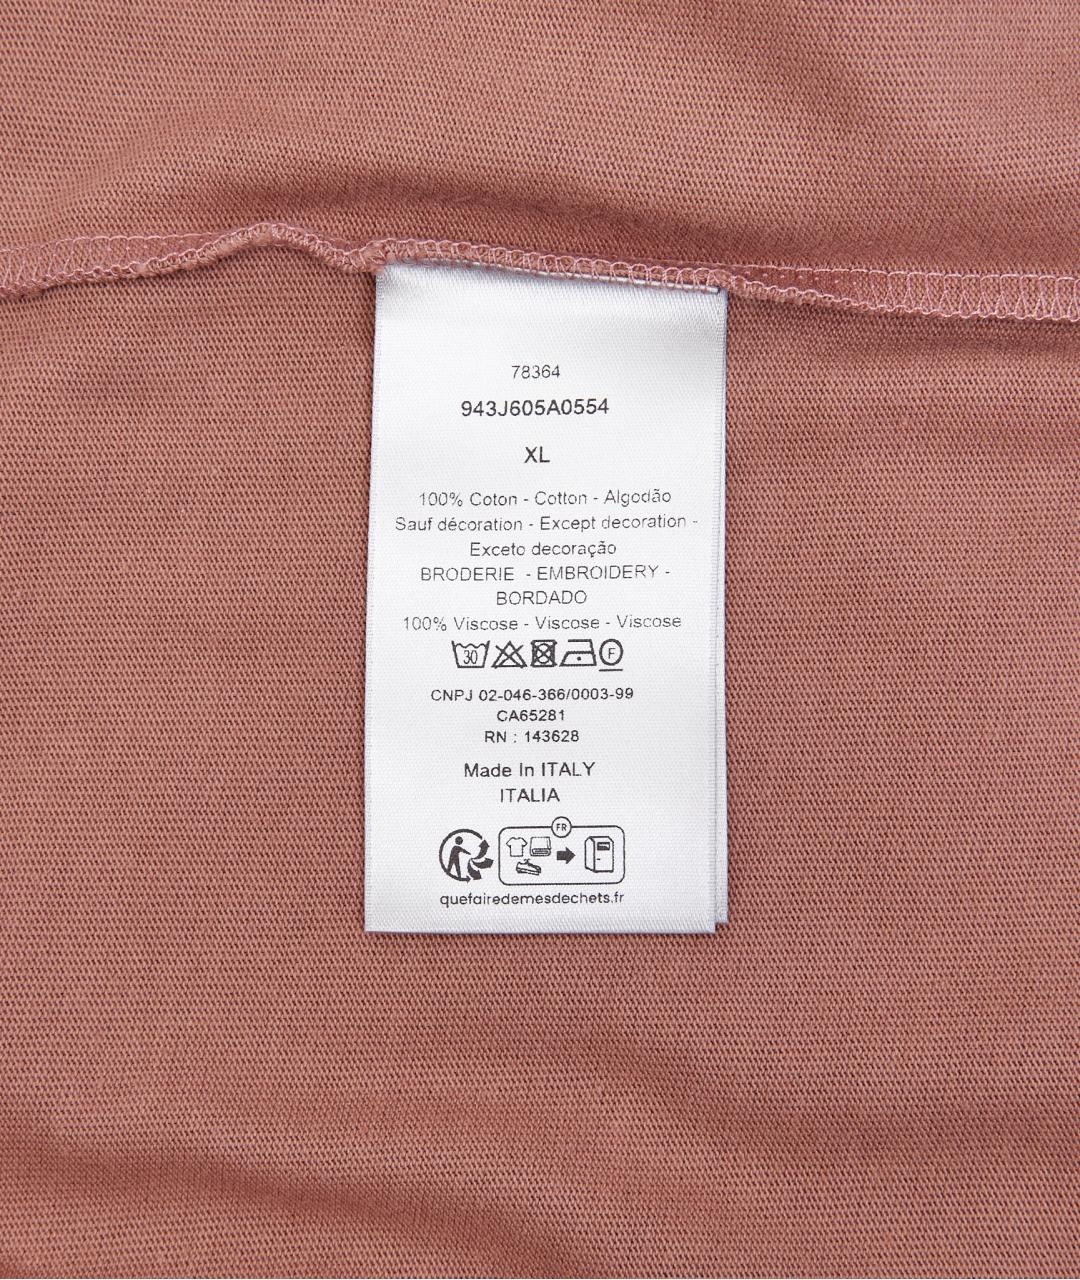 78364
943J605A0554
XL
100% Coton - Cotton - Algodão
Sauf décoration - Except decoration -
Exceto decoração
BRODERIE - EMBROIDERY -
BORDADO
100% Viscose - Viscose - Viscose
30 F
CNPJ 02-046-366/0003-99
CA65281
RN : 143628
Made In ITALY
ITALIA
FR
quefairedemesdechets.fr